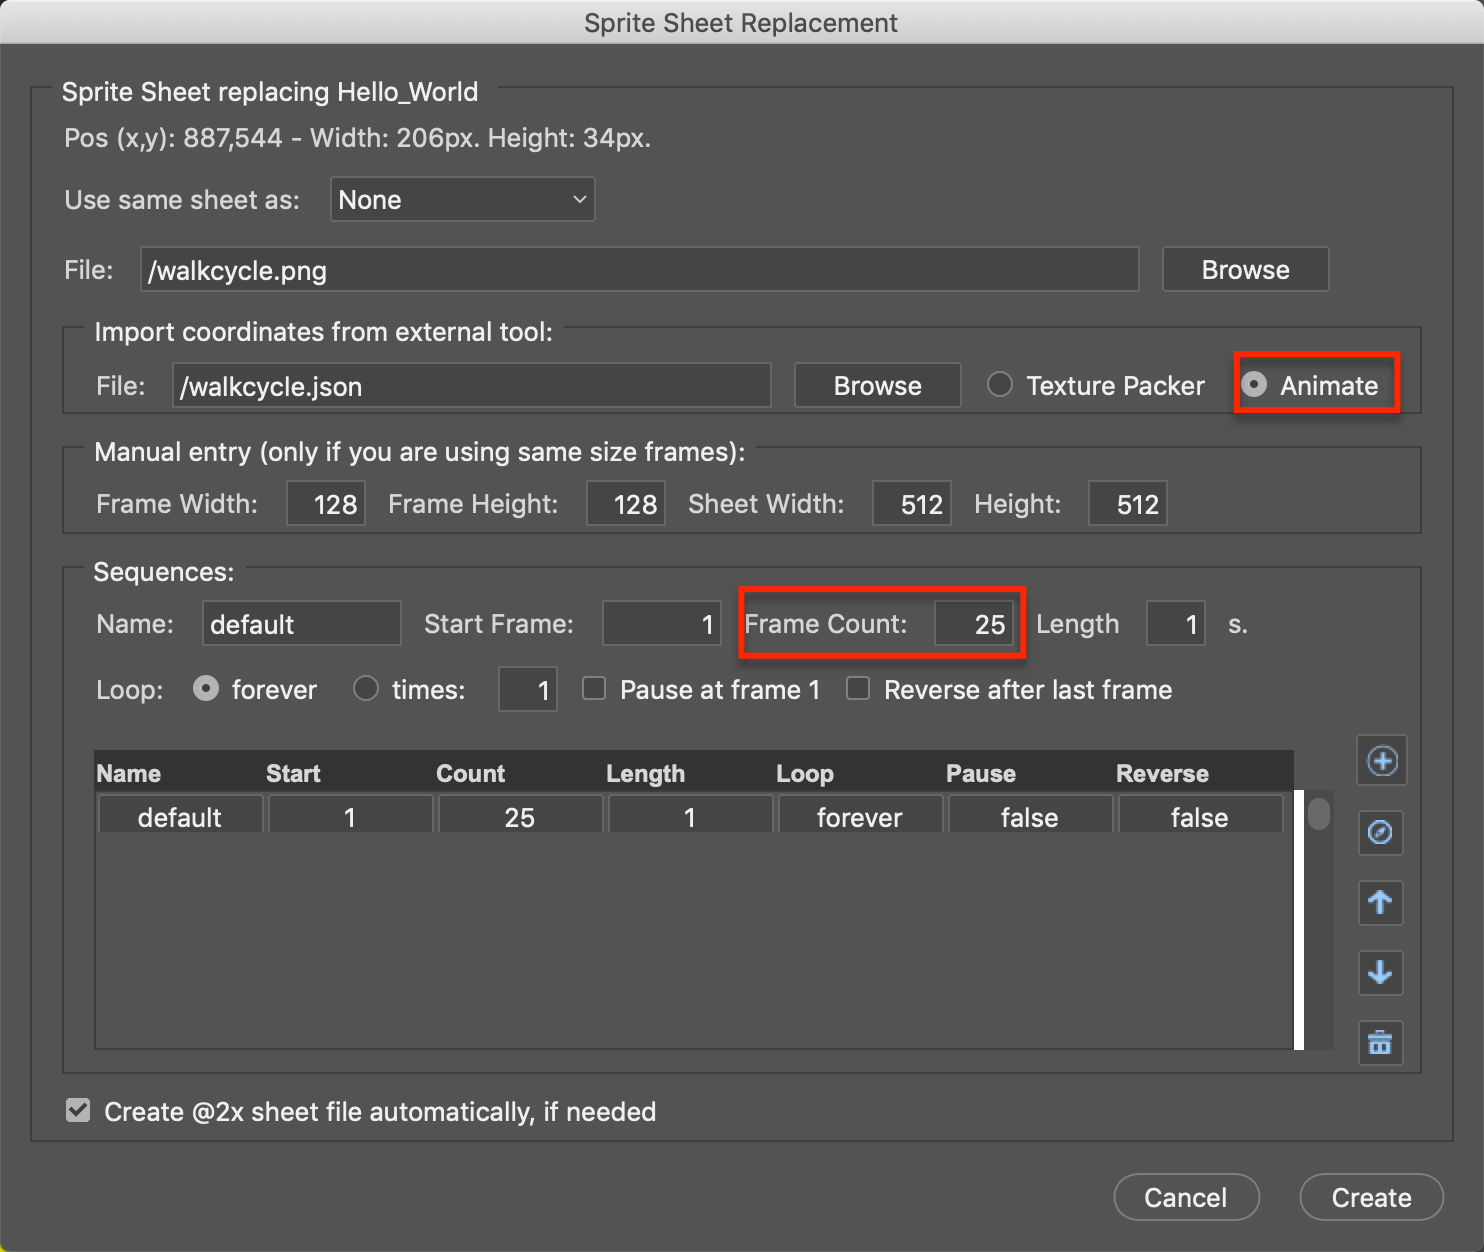 Sprite Sheet Replacement
Sprite Sheet replacing Hello_World
Pos (x,y): 887,544 - Width: 206px. Height: 34px.
Use same sheet as: None
File: /walkcycle.png Browse
Import coordinates from external tool:
File: /walkcycle.json Browse Texture Packer Animate
Manual entry (only if you are using same size frames):
Frame Width: 128 Frame Height: 128 Sheet Width: 512 Height: 512
Sequences:
Name: default Start Frame: 1 Frame Count: 25 Length 1 s.
Loop: forever times: 1 Pause at frame 1 Reverse after last frame
Name Start Count Length Loop Pause Reverse
default 1 25 1 forever false false
Create @2x sheet file automatically, if needed
Cancel Create